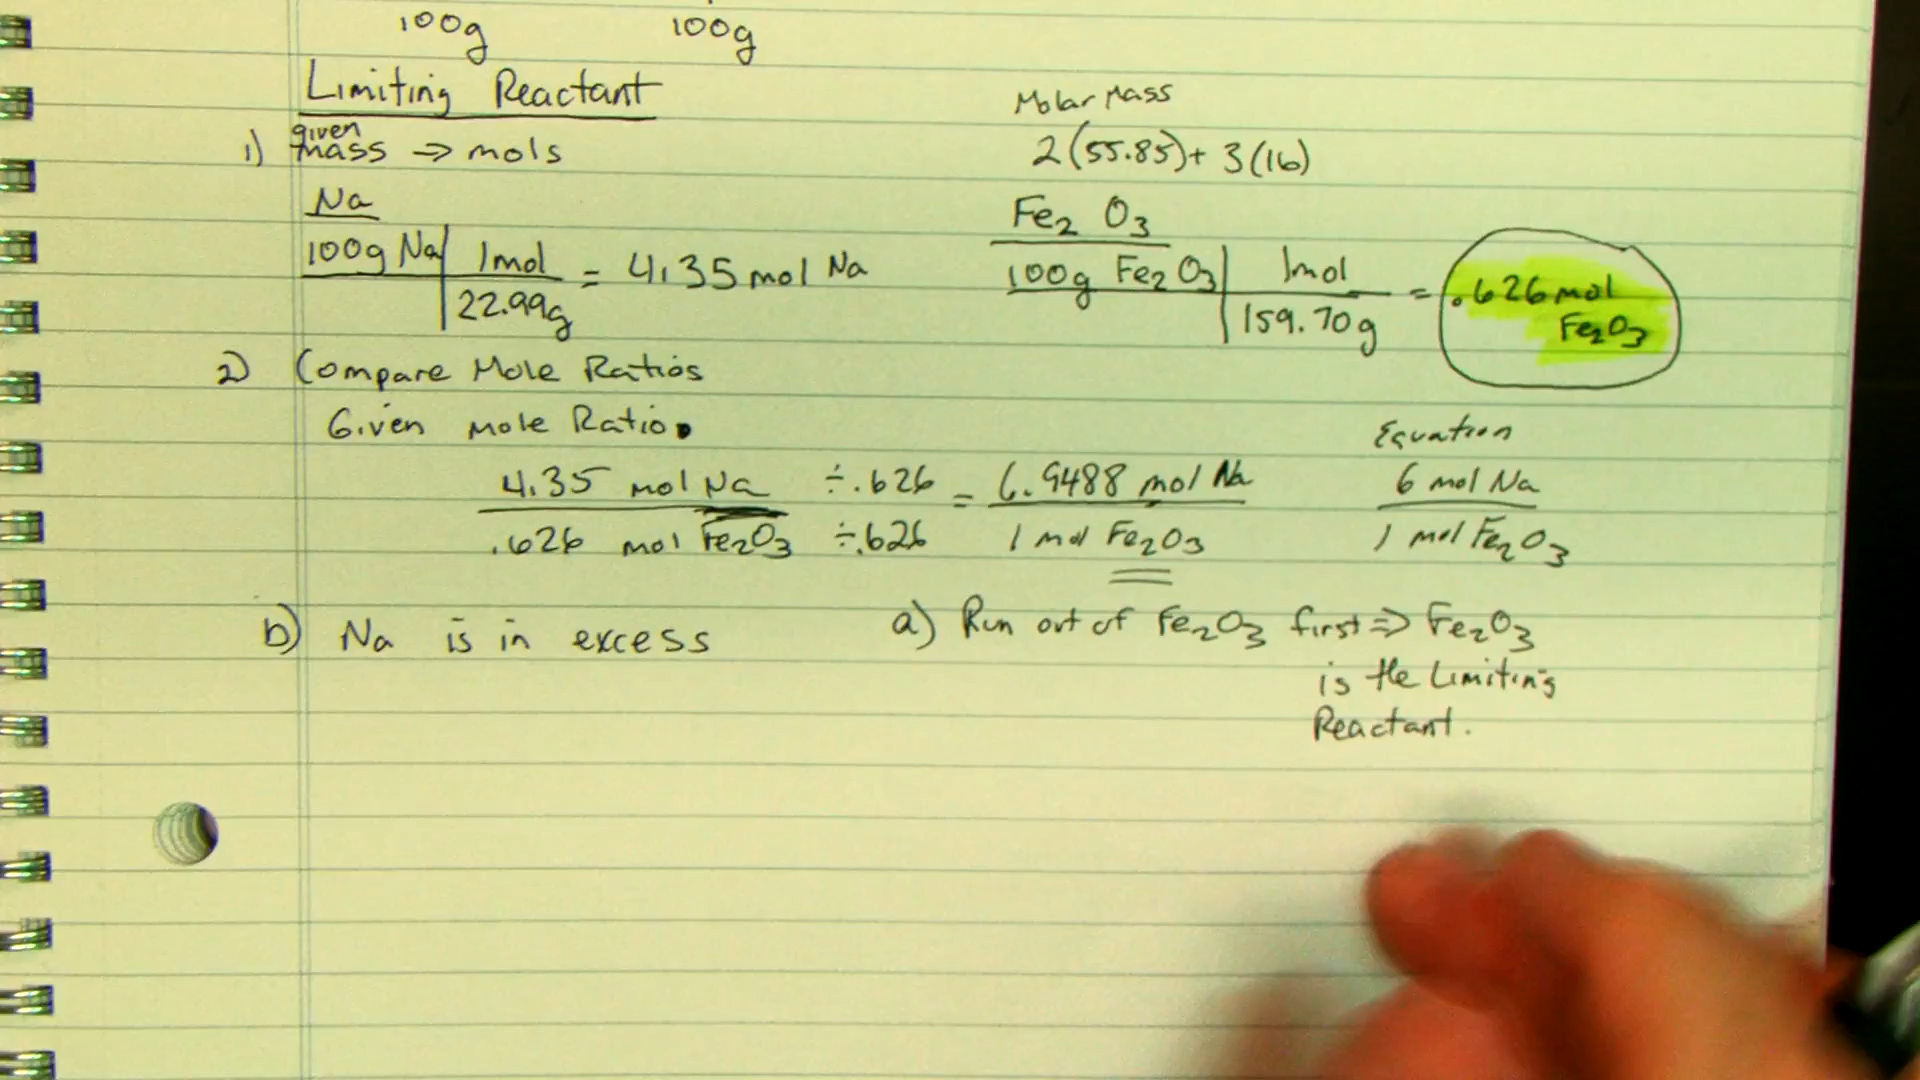 100g 100g
Limiting Reactant
Molar Mass
1) given mass ⇒ mols
2(55.85)+ 3(16)
Na
Fe₂ O₃
100g Na | 1mol = 4.35 mol Na
22.99g
100g Fe₂O₃ | 1mol = .626 mol Fe₂O₃
159.70g
2) Compare Mole Ratios
Given Mole Ratio
Equation
4.35 mol Na ÷.626 = 6.9488 mol Na
.626 mol Fe₂O₃ ÷.626 1 mol Fe₂O₃
6 mol Na
1 mol Fe₂O₃
b) Na is in excess
a) Run out of Fe₂O₃ first ⇒ Fe₂O₃
is the Limiting
Reactant.